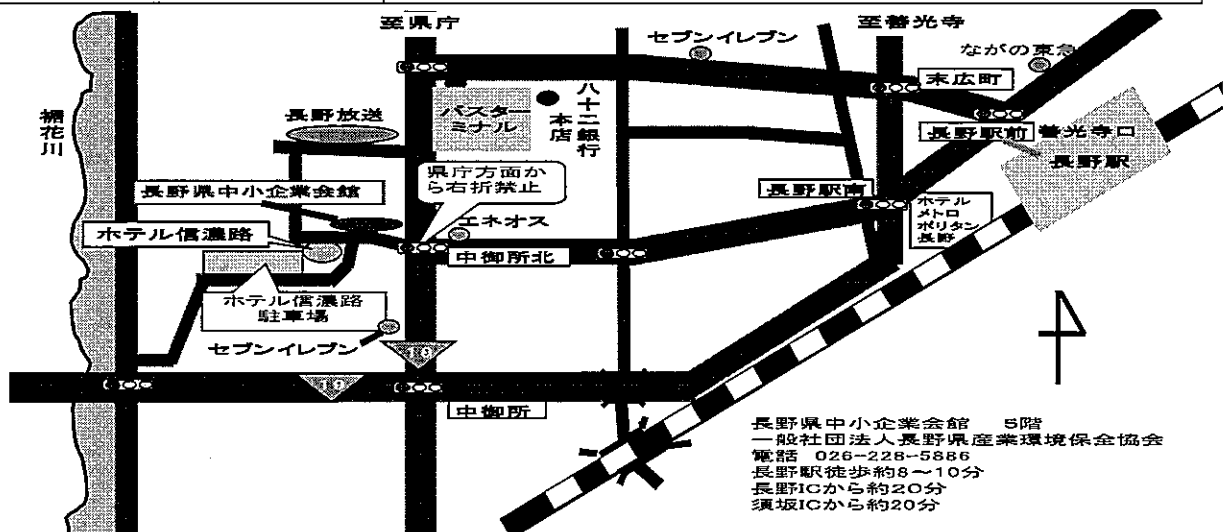 至県庁
至善光寺
セブンイレブン
ながの東急
末広町
裾花川
長野放送
バスターミナル
八十二銀行
本店
長野駅前
善光寺口
長野駅
県庁方面から右折禁止
長野県中小企業会館
長野駅南
ホテル
メトロ
ポリタン
長野
エネオス
ホテル信濃路
中御所北
ホテル信濃路
駐車場
セブンイレブン
19
19
中御所
長野県中小企業会館 5階
一般社団法人長野県産業環境保全協会
電話 026-228-5886
長野駅徒歩約8～10分
長野ICから約20分
須坂ICから約20分